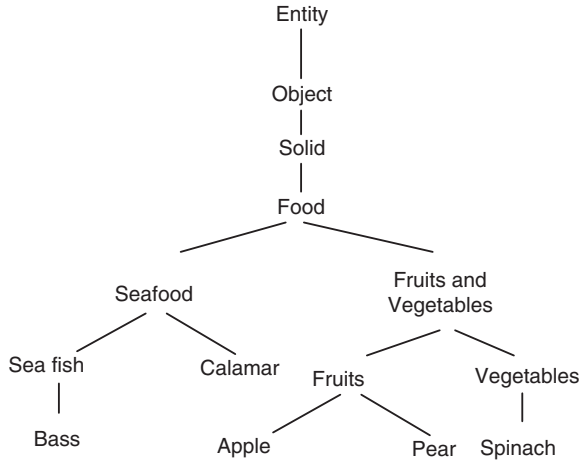 Entity
Object
Solid
Food
Seafood
Fruits and
Vegetables
Sea fish
Calamar
Fruits
Vegetables
Bass
Apple
Pear
Spinach